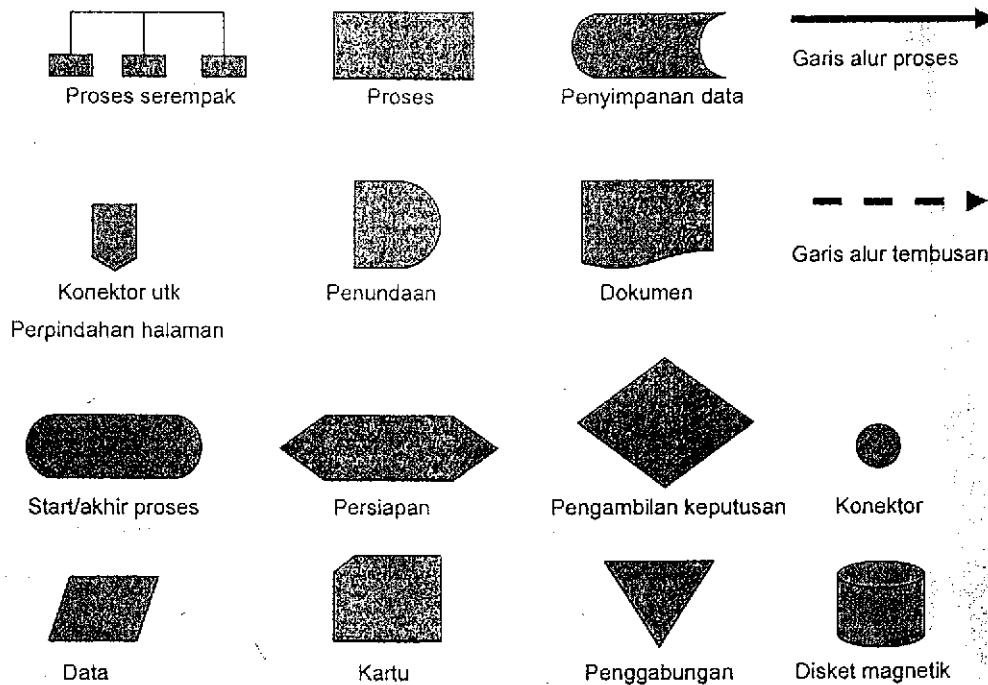 Proses serempak
Proses
Penyimpanan data
Garis alur proses
Konektor utk
Perpindahan halaman
Penundaan
Dokumen
Garis alur tembusan
Start/akhir proses
Persiapan
Pengambilan keputusan
Konektor
Data
Kartu
Penggabungan
Disket magnetik